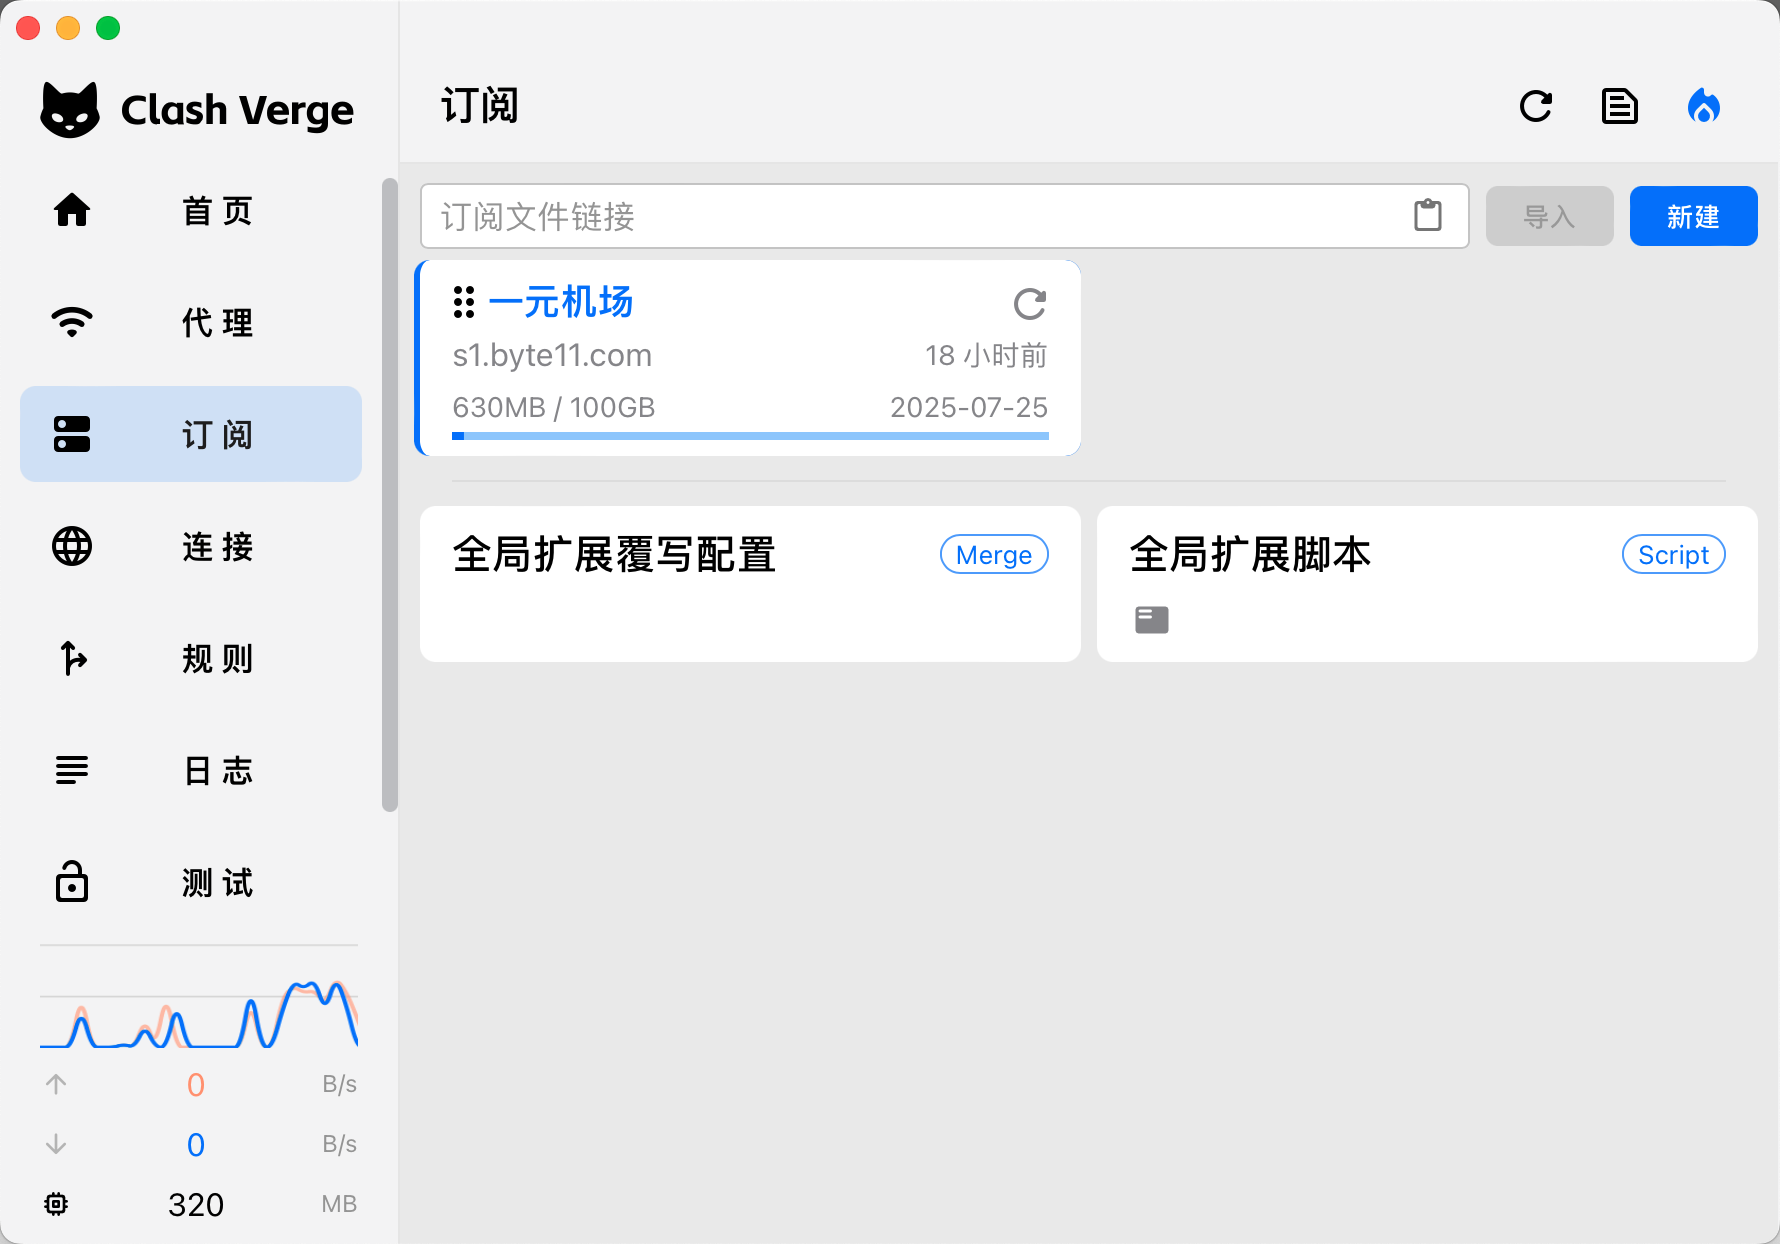 Clash Verge
首页
代理
订阅
连接
规则
日志
测试
0 B/s
0 B/s
320 MB
订阅
订阅文件链接
导入
新建
一元机场
s1.byte11.com 18 小时前
630MB / 100GB 2025-07-25
全局扩展覆写配置 Merge
全局扩展脚本 Script